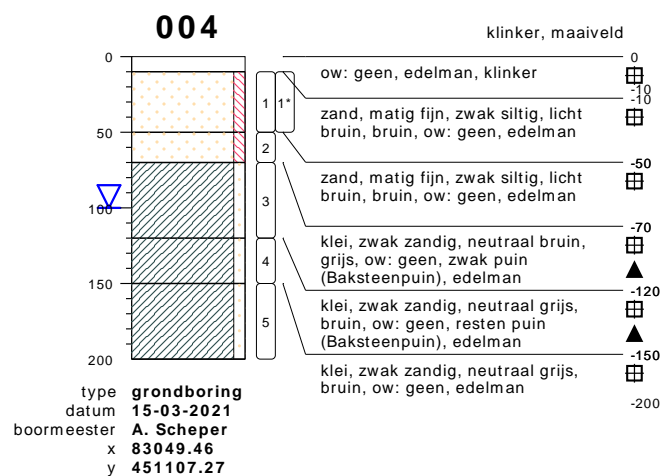 004
klinker, maaiveld
0
50
100
150
200
1
1*
2
3
4
5
0
ow: geen, edelman, klinker
-10
-10
zand, matig fijn, zwak siltig, licht
bruin, bruin, ow: geen, edelman
-50
zand, matig fijn, zwak siltig, licht
bruin, bruin, ow: geen, edelman
-70
klei, zwak zandig, neutraal bruin,
grijs, ow: geen, zwak puin
(Baksteenpuin), edelman
-120
klei, zwak zandig, neutraal grijs,
bruin, ow: geen, resten puin
(Baksteenpuin), edelman
-150
klei, zwak zandig, neutraal grijs,
bruin, ow: geen, edelman
-200
type grondboring
datum 15-03-2021
boormeester A. Scheper
x 83049.46
y 451107.27